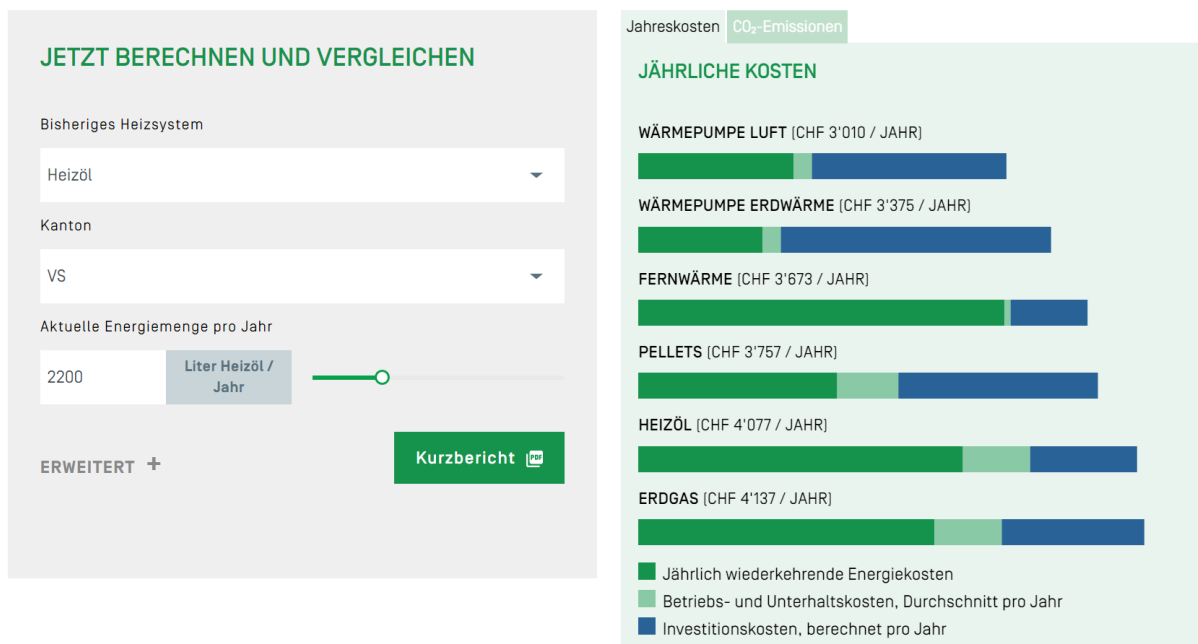 JETZT BERECHNEN UND VERGLEICHEN
Bisheriges Heizsystem
Heizöl
Kanton
VS
Aktuelle Energiemenge pro Jahr
2200
Liter Heizöl /
Jahr
ERWEITERT +
Kurzbericht PDF
Jahreskosten CO₂-Emissionen
JÄHRLICHE KOSTEN
WÄRMEPUMPE LUFT (CHF 3'010 / JAHR)
WÄRMEPUMPE ERDWÄRME (CHF 3'375 / JAHR)
FERNWÄRME (CHF 3'673 / JAHR)
PELLETS (CHF 3'757 / JAHR)
HEIZÖL (CHF 4'077 / JAHR)
ERDGAS (CHF 4'137 / JAHR)
Jährlich wiederkehrende Energiekosten
Betriebs- und Unterhaltskosten, Durchschnitt pro Jahr
Investitionskosten, berechnet pro Jahr